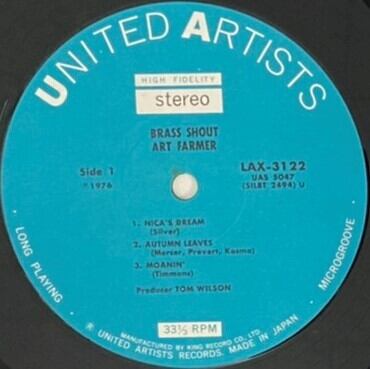 UNITED ARTISTS
HIGH FIDELITY
stereo
BRASS SHOUT
ART FARMER
Side 1
℗ 1976
LAX-3122
UAS 5047
(SILBT 2494) U
1. NICA'S DREAM
(Silver)
2. AUTUMN LEAVES
(Mercer, Prevert, Kosma)
3. MOANIN'
(Timmons)
Producer TOM WILSON
LONG PLAYING
MICROGROOVE
33⅓ RPM
MANUFACTURED BY KING RECORD CO., LTD.
® UNITED ARTISTS RECORDS. MADE IN JAPAN